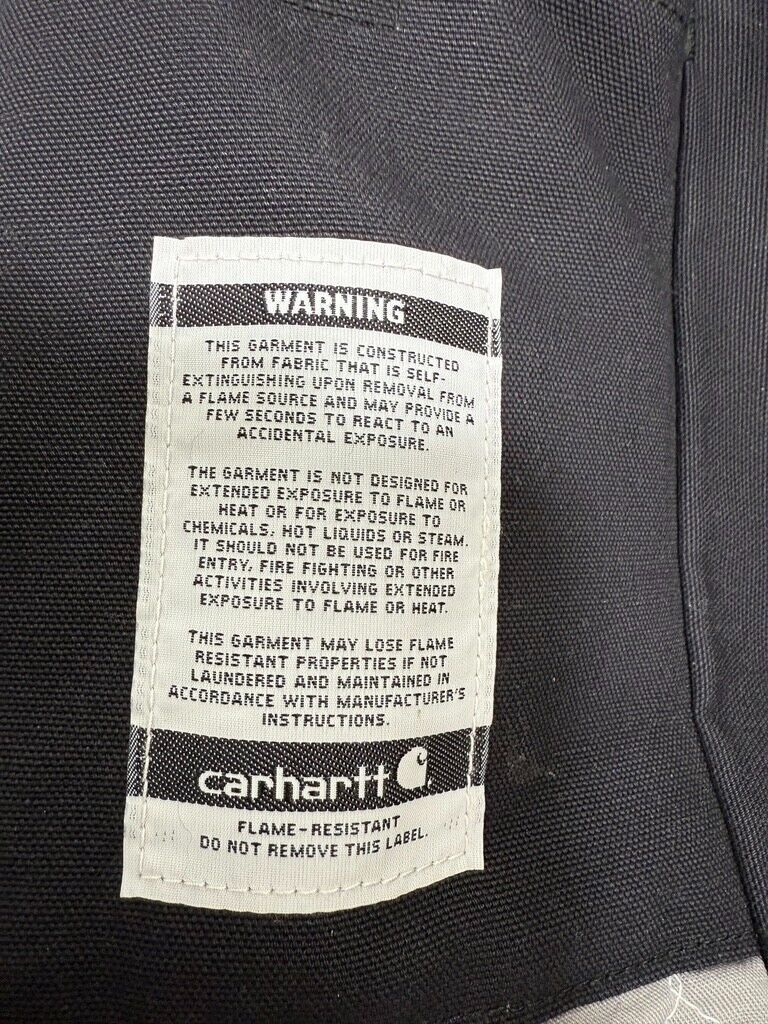 WARNING
THIS GARMENT IS CONSTRUCTED
FROM FABRIC THAT IS SELF-
EXTINGUISHING UPON REMOVAL FROM
A FLAME SOURCE AND MAY PROVIDE A
FEW SECONDS TO REACT TO AN
ACCIDENTAL EXPOSURE.
THE GARMENT IS NOT DESIGNED FOR
EXTENDED EXPOSURE TO FLAME OR
HEAT OR FOR EXPOSURE TO
CHEMICALS, HOT LIQUIDS OR STEAM.
IT SHOULD NOT BE USED FOR FIRE
ENTRY, FIRE FIGHTING OR OTHER
ACTIVITIES INVOLVING EXTENDED
EXPOSURE TO FLAME OR HEAT.
THIS GARMENT MAY LOSE FLAME
RESISTANT PROPERTIES IF NOT
LAUNDERED AND MAINTAINED IN
ACCORDANCE WITH MANUFACTURER'S
INSTRUCTIONS.
carhartt
FLAME-RESISTANT
DO NOT REMOVE THIS LABEL.